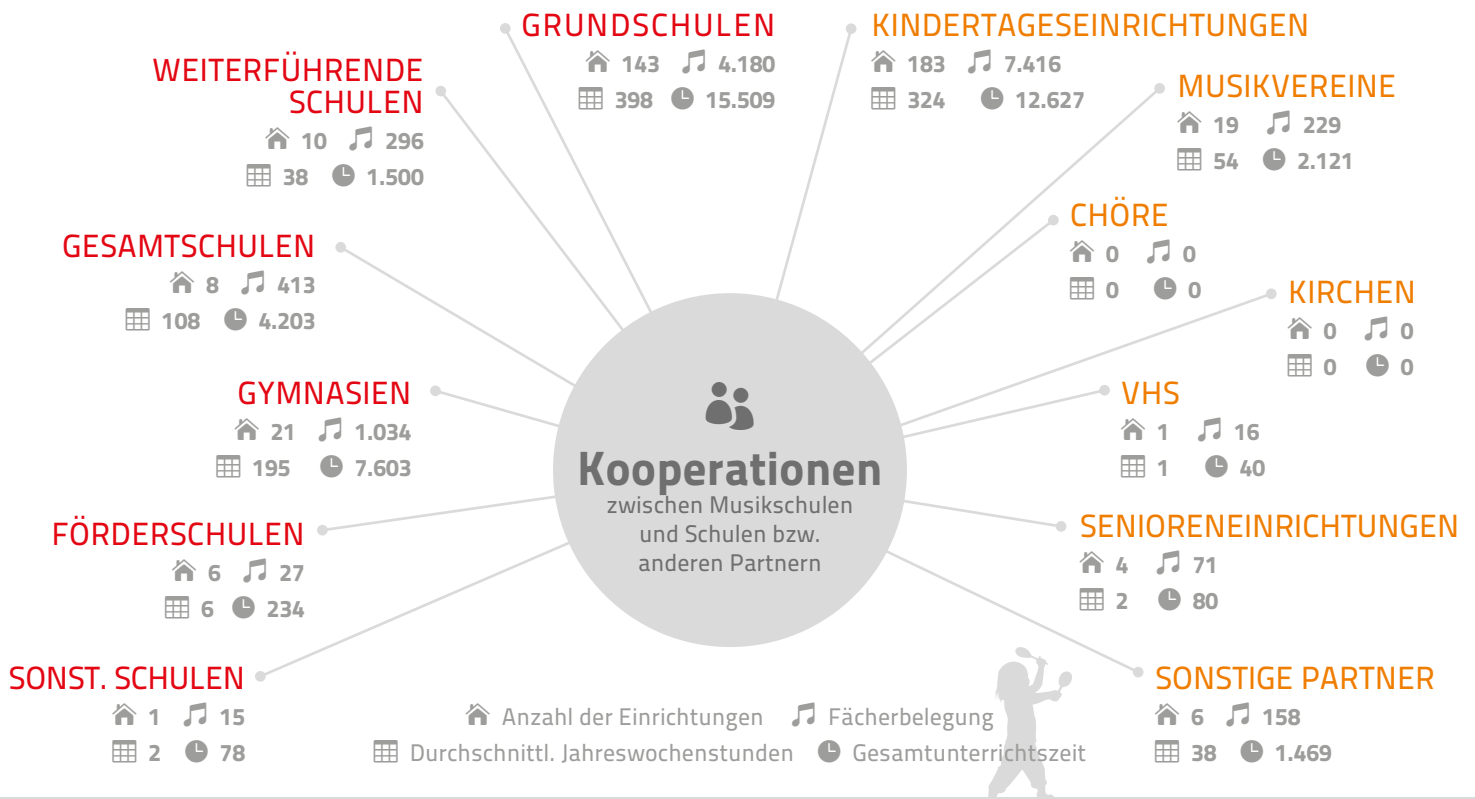 GRUNDSCHULEN
143 4.180
398 15.509
KINDERTAGESEINRICHTUNGEN
183 7.416
324 12.627
WEITERFÜHRENDE
SCHULEN
10 296
38 1.500
MUSIKVEREINE
19 229
54 2.121
GESAMTSCHULEN
8 413
108 4.203
CHÖRE
0 0
0 0
KIRCHEN
0 0
0 0
GYMNASIEN
21 1.034
195 7.603
VHS
1 16
1 40
Kooperationen
zwischen Musikschulen
und Schulen bzw.
anderen Partnern
FÖRDERSCHULEN
6 27
6 234
SENIORENEINRICHTUNGEN
4 71
2 80
SONST. SCHULEN
1 15
2 78
SONSTIGE PARTNER
6 158
38 1.469
Anzahl der Einrichtungen Fächerbelegung
Durchschnittl. Jahreswochenstunden Gesamtunterrichtszeit